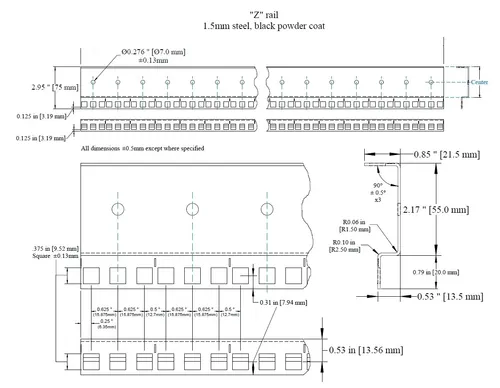 "Z" rail
1.5mm steel, black powder coat
Ø0.276 " [Ø7.0 mm]
±0.13mm
2.95 " [75 mm]
Center
0.125 in [3.19 mm]
0.125 in [3.19 mm]
All dimensions ±0.5mm except where specified
0.85 " [21.5 mm]
90°
± 0.5°
x3
2.17 " [55.0 mm]
R0.06 in
[R1.50 mm]
R0.10 in
[R2.50 mm]
.375 in [9.52 mm]
Square ±0.13mm
0.79 in [20.0 mm]
0.53 " [13.5 mm]
0.31 in [7.94 mm]
0.625 " 0.625 " 0.5 " 0.625 " 0.625 " 0.5 "
(15.875mm) (15.875mm) (12.7mm) (15.875mm) (15.875mm) (12.7mm)
0.25 "
(6.35mm)
0.53 in [13.56 mm]